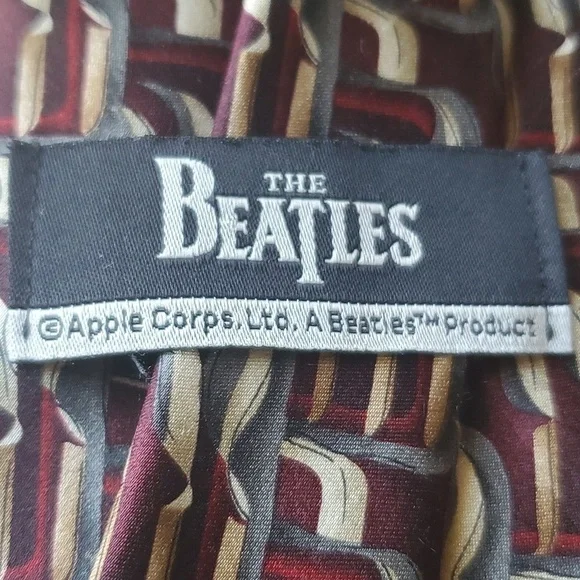 THE
BEATLES
©Apple Corps. Ltd. A Beatles™ Product